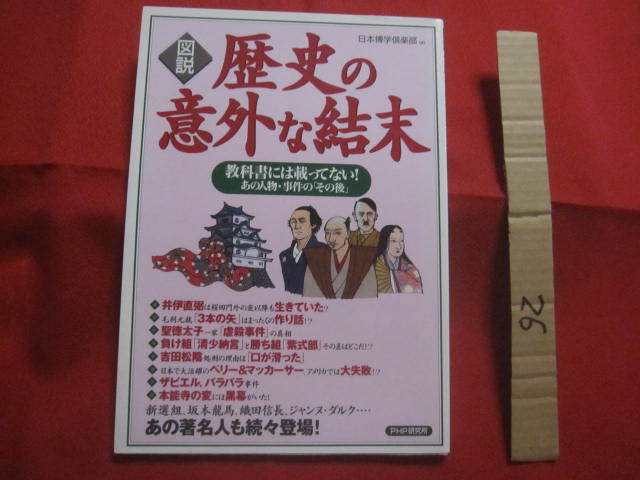 日本博学倶楽部
図説
歴史の
意外な結末
教科書には載ってない！
あの人物・事件の「その後」
井伊直弼は桜田門外の変以降も生きていた？
毛利元就「3本の矢」はまったくの作り話！？
聖徳太子一家「虐殺事件」の真相
負け組「清少納言」と勝ち組「紫式部」その差はどこだ！？
吉田松陰処刑の理由は「口が滑った」
日本で大活躍のペリー&マッカーサー、アメリカでは大失敗！？
ザビエル、バラバラ事件
本能寺の変には黒幕がいた！
新選組、坂本龍馬、織田信長、ジャンヌ・ダルク‥‥
あの著名人も続々登場！
PHP研究所
26